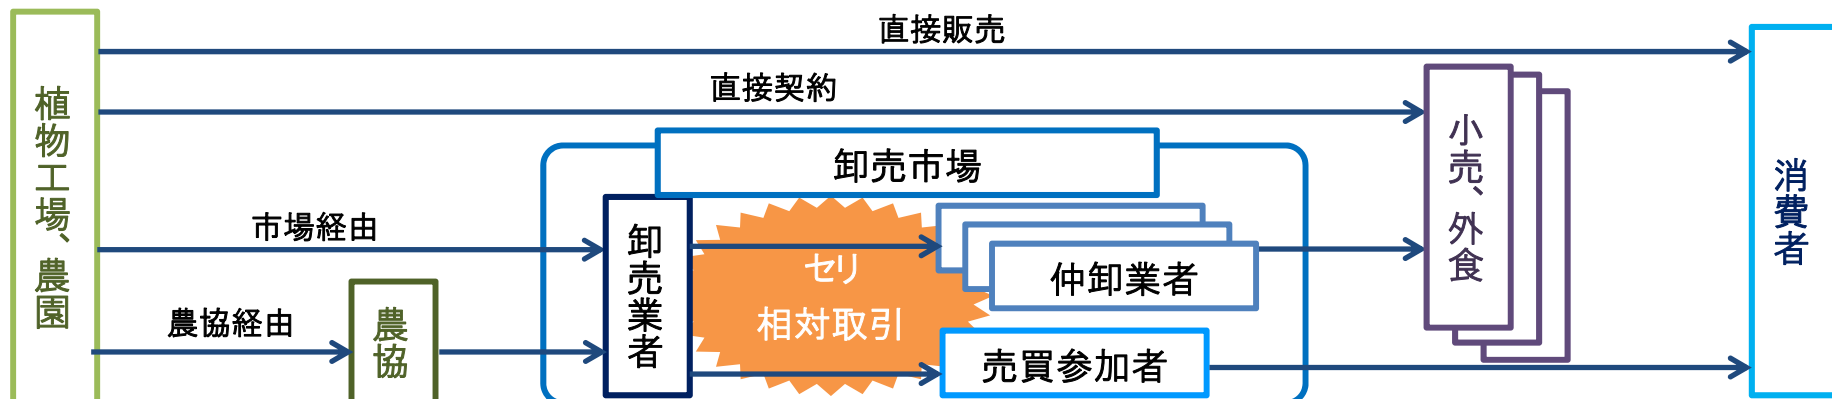 直接販売
直接契約
植物工場、農園
卸売市場
市場経由
農協経由
農協
卸売業者
セリ
相対取引
仲卸業者
売買参加者
小売、外食
消費者